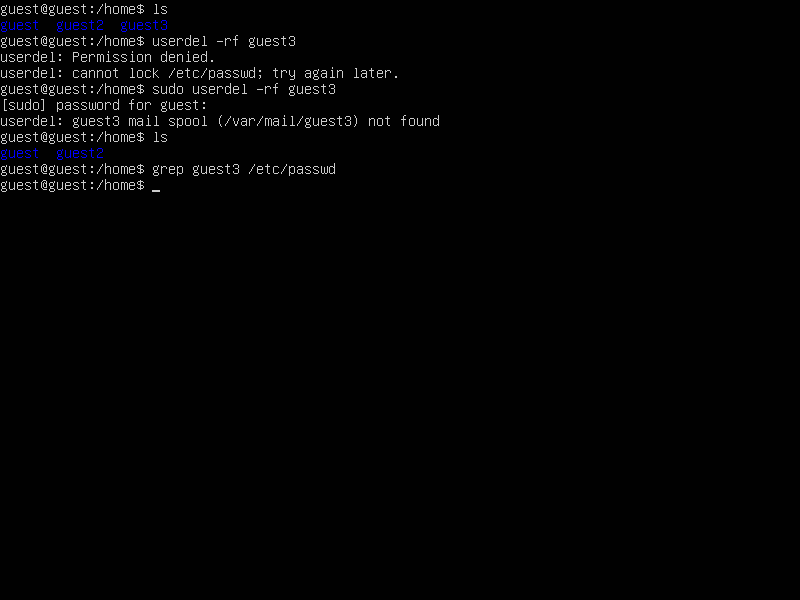 guest@guest:/home$ ls
guest  guest2  guest3
guest@guest:/home$ userdel -rf guest3
userdel: Permission denied.
userdel: cannot lock /etc/passwd; try again later.
guest@guest:/home$ sudo userdel -rf guest3
[sudo] password for guest:
userdel: guest3 mail spool (/var/mail/guest3) not found
guest@guest:/home$ ls
guest  guest2
guest@guest:/home$ grep guest3 /etc/passwd
guest@guest:/home$ _